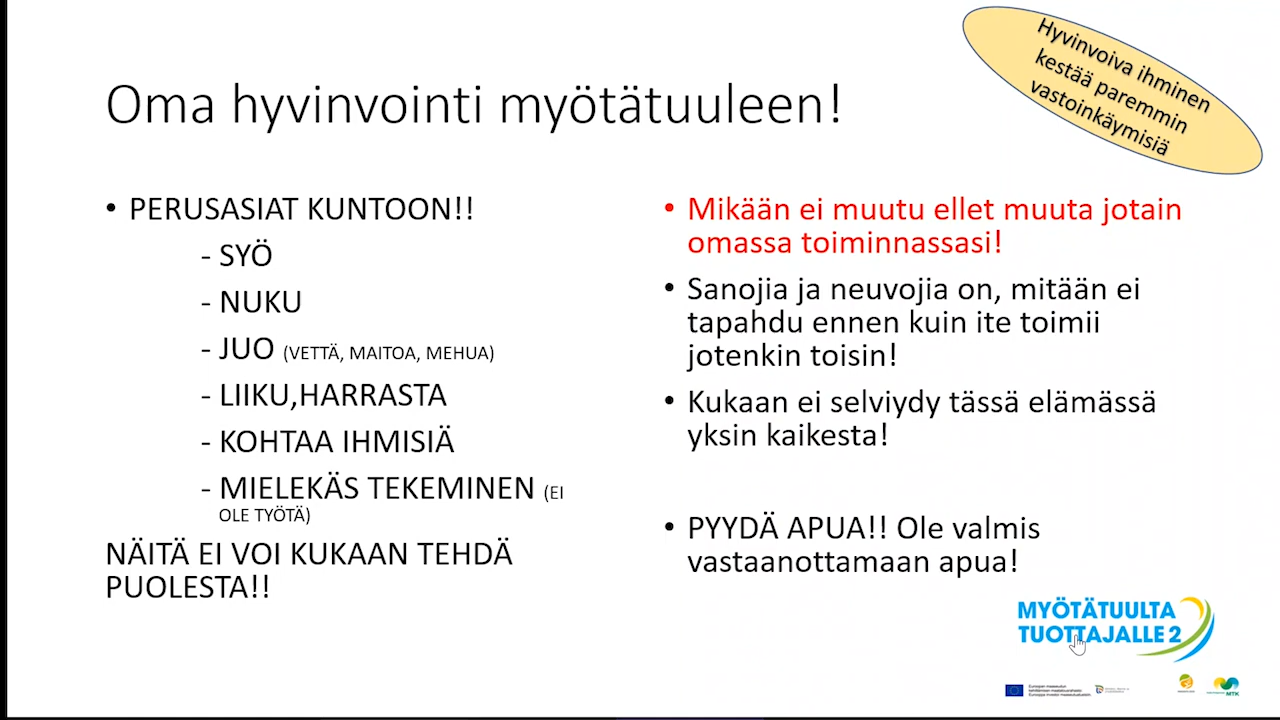 Hyvinvoiva ihminen
kestää paremmin
vastoinkäymisiä
Oma hyvinvointi myötätuuleen!
• PERUSASIAT KUNTOON!!
- SYÖ
- NUKU
- JUO (VETTÄ, MAITOA, MEHUA)
- LIIKU,HARRASTA
- KOHTAA IHMISIÄ
- MIELEKÄS TEKEMINEN (EI
OLE TYÖTÄ)
NÄITÄ EI VOI KUKAAN TEHDÄ
PUOLESTA!!
• Mikään ei muutu ellet muuta jotain
omassa toiminnassasi!
• Sanojia ja neuvojia on, mitään ei
tapahdu ennen kuin ite toimii
jotenkin toisin!
• Kukaan ei selviydy tässä elämässä
yksin kaikesta!
• PYYDÄ APUA!! Ole valmis
vastaanottamaan apua!
MYÖTÄTUULTA
TUOTTAJALLE 2
MTK